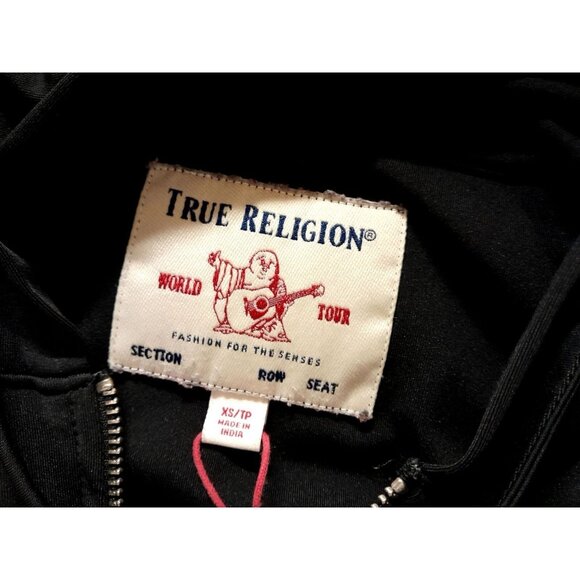 TRUE RELIGION®
WORLD TOUR
FASHION FOR THE SENSES
SECTION ROW SEAT
XS/TP
MADE IN
INDIA